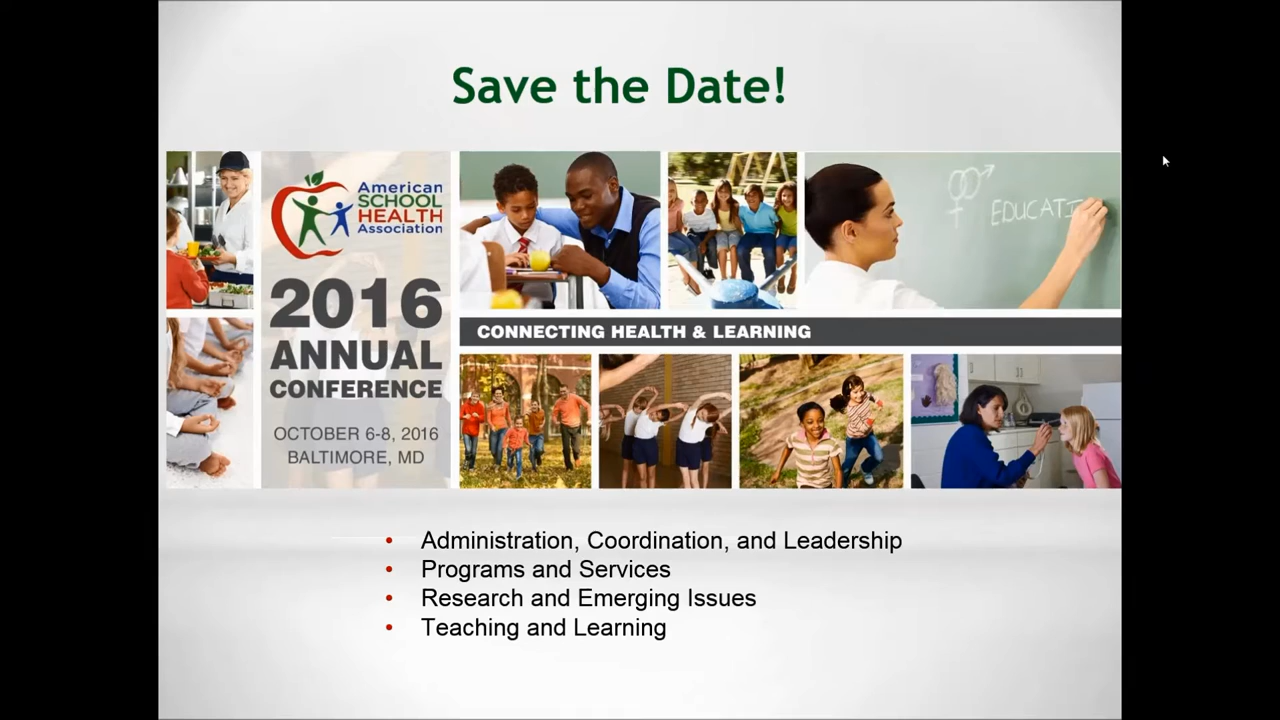 Save the Date!
American
SCHOOL
HEALTH
Association
2016
ANNUAL
CONFERENCE
OCTOBER 6-8, 2016
BALTIMORE, MD
EDUCATI
CONNECTING HEALTH & LEARNING
• Administration, Coordination, and Leadership
• Programs and Services
• Research and Emerging Issues
• Teaching and Learning